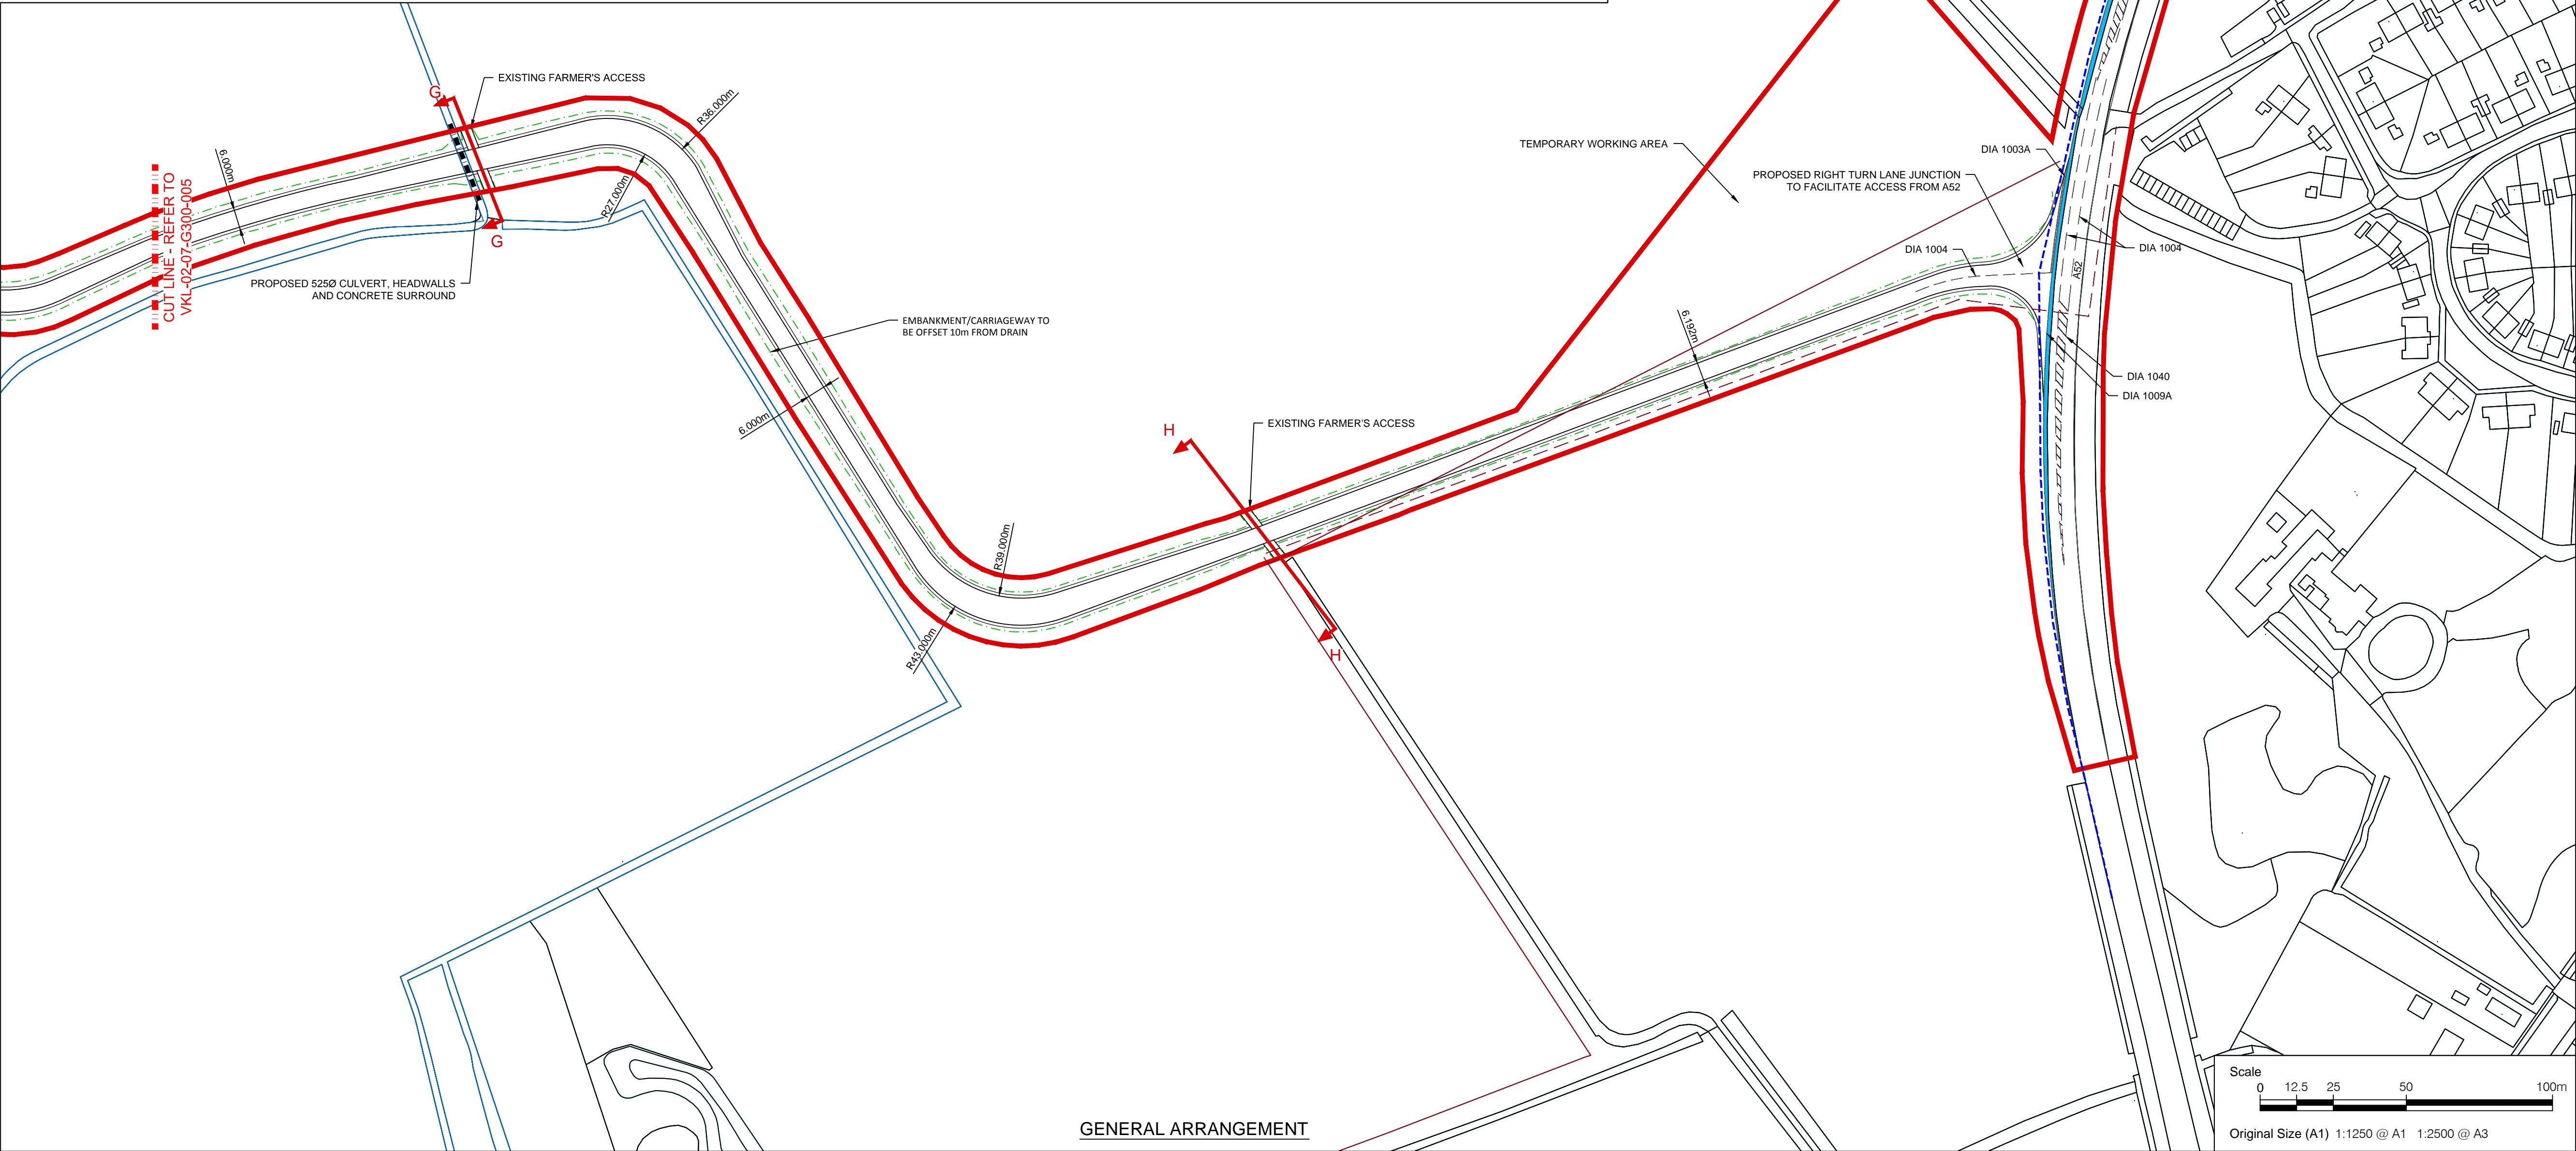 EXISTING FARMER'S ACCESS
G
R36.000m
6.000m
CUT LINE - REFER TO
VKL-02-07-G300-005
R27.000m
G
PROPOSED 525Ø CULVERT, HEADWALLS
AND CONCRETE SURROUND
EMBANKMENT/CARRIAGEWAY TO
BE OFFSET 10m FROM DRAIN
6.000m
TEMPORARY WORKING AREA
DIA 1003A
PROPOSED RIGHT TURN LANE JUNCTION
TO FACILITATE ACCESS FROM A52
DIA 1004
DIA 1004
A52
6.192m
DIA 1040
DIA 1009A
H
EXISTING FARMER'S ACCESS
R39.000m
R43.000m
H
GENERAL ARRANGEMENT
Scale
0 12.5 25 50 100m
Original Size (A1) 1:1250 @ A1 1:2500 @ A3